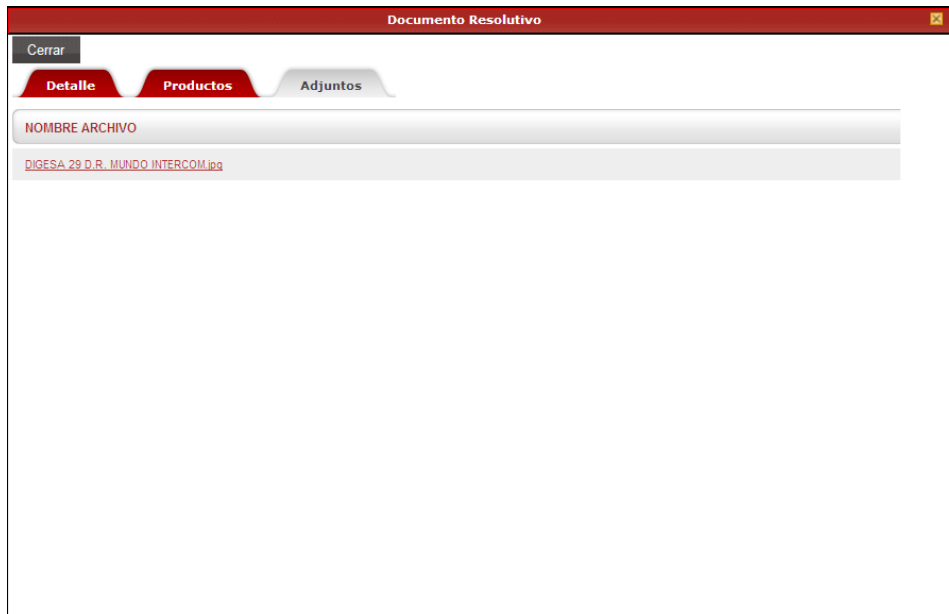 Documento Resolutivo
Cerrar
Detalle Productos Adjuntos
NOMBRE ARCHIVO
DIGESA 29 D.R. MUNDO INTERCOM.jpg